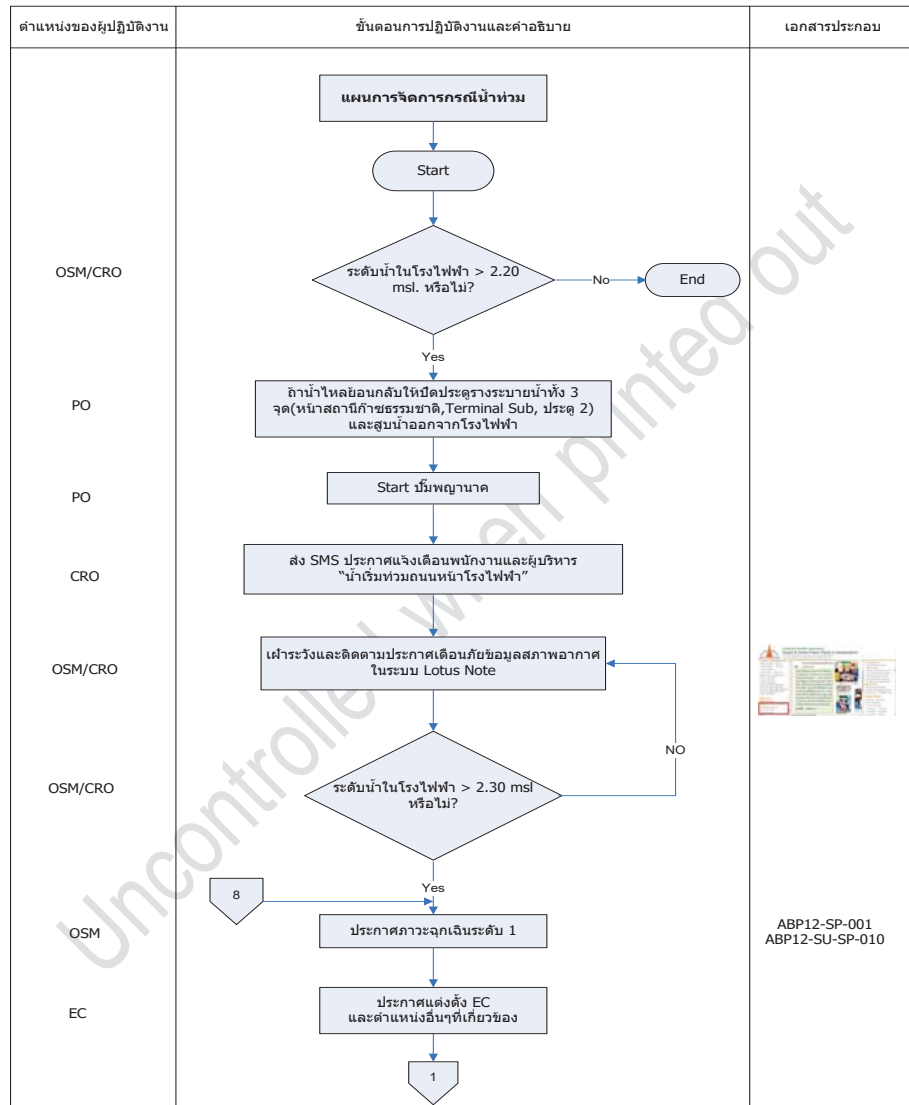 ตำแหน่งของผู้ปฏิบัติงาน
ขั้นตอนการปฏิบัติงานและคำอธิบาย
เอกสารประกอบ
แผนการจัดการกรณีน้ำท่วม
Start
OSM/CRO
ระดับน้ำในโรงไฟฟ้า > 2.20
msl. หรือไม่?
No
End
Yes
PO
ถ้าน้ำไหลย้อนกลับให้ปิดประตูรางระบายน้ำทั้ง 3
จุด(หน้าสถานีก๊าซธรรมชาติ,Terminal Sub, ประตู 2)
และสูบน้ำออกจากโรงไฟฟ้า
PO
Start ปั๊มพญานาค
CRO
ส่ง SMS ประกาศแจ้งเตือนพนักงานและผู้บริหาร
“น้ำเริ่มท่วมถนนหน้าโรงไฟฟ้า”
OSM/CRO
เฝ้าระวังและติดตามประกาศเตือนภัยข้อมูลสภาพอากาศ
ในระบบ Lotus Note
NO
OSM/CRO
ระดับน้ำในโรงไฟฟ้า > 2.30 msl
หรือไม่?
Yes
8
OSM
ประกาศภาวะฉุกเฉินระดับ 1
ABP12-SP-001
ABP12-SU-SP-010
EC
ประกาศแต่งตั้ง EC
และตำแหน่งอื่นๆที่เกี่ยวข้อง
1
Uncontrolled when printed out